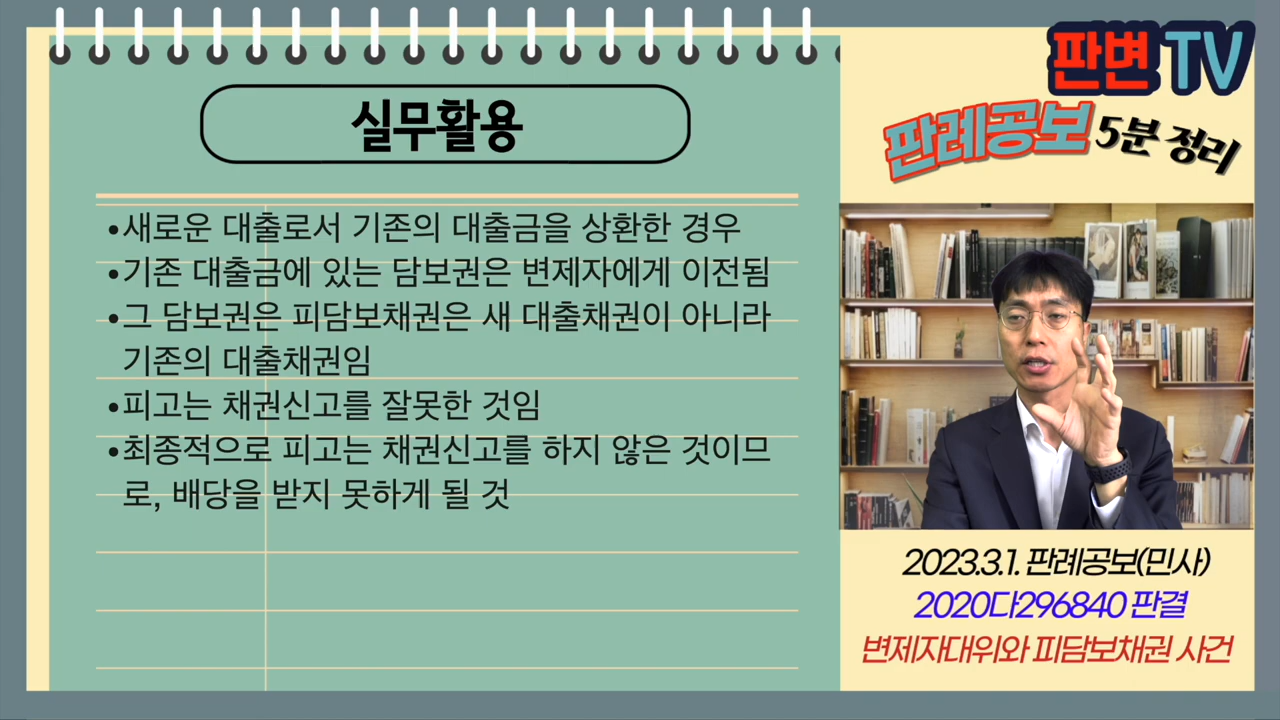 실무활용
•새로운 대출로서 기존의 대출금을 상환한 경우
•기존 대출금에 있는 담보권은 변제자에게 이전됨
•그 담보권은 피담보채권은 새 대출채권이 아니라
기존의 대출채권임
•피고는 채권신고를 잘못한 것임
•최종적으로 피고는 채권신고를 하지 않은 것이므
로, 배당을 받지 못하게 될 것
판변 TV
판례공보 5분 정리
2023.3.1. 판례공보(민사)
2020다296840 판결
변제자대위와 피담보채권 사건